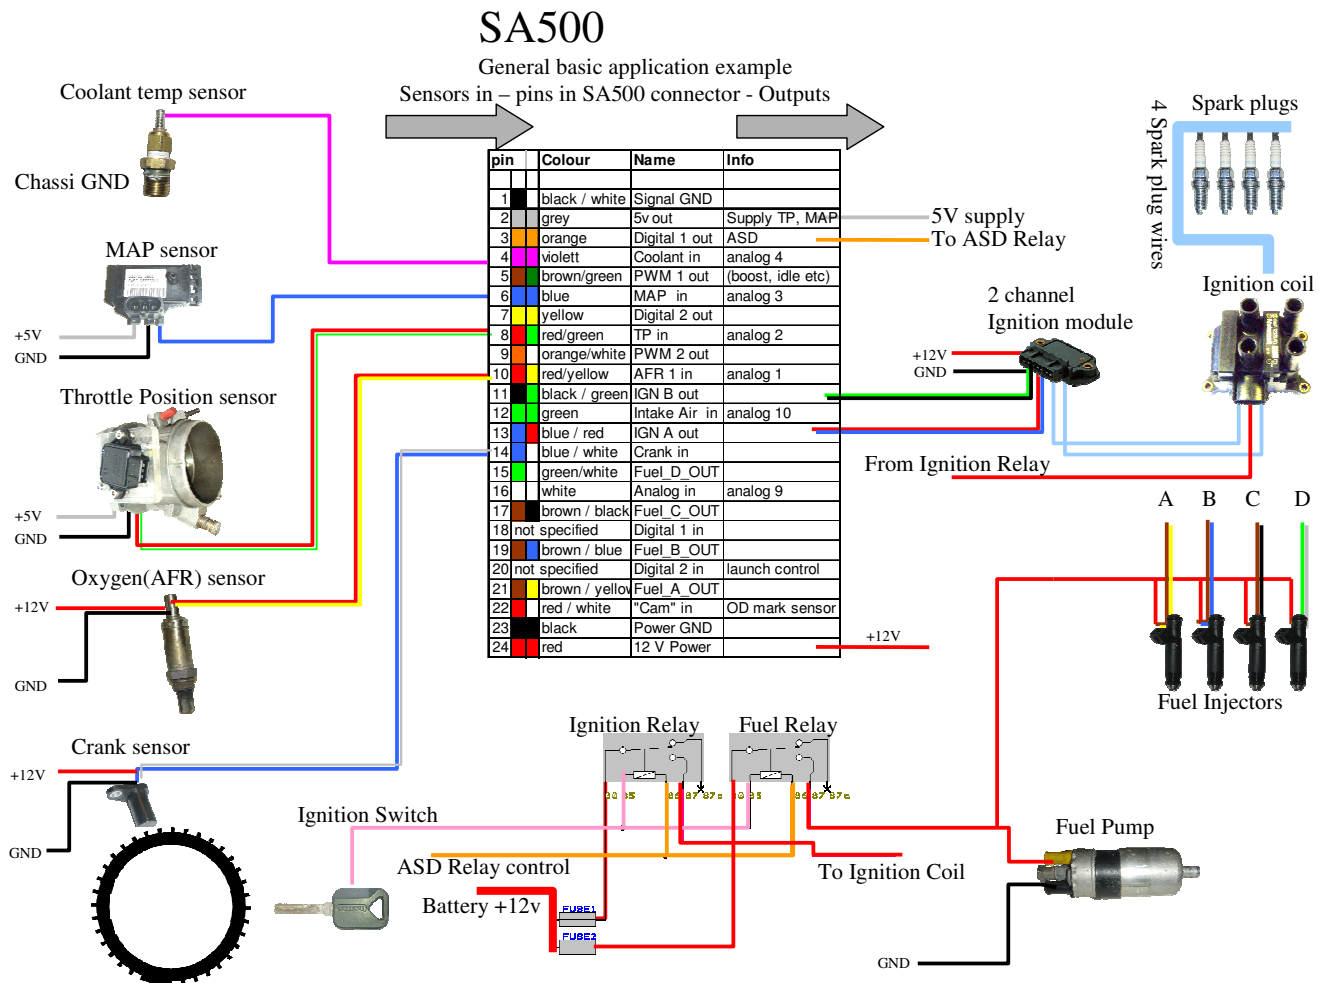 SA500
General basic application example
Sensors in – pins in SA500 connector - Outputs
Coolant temp sensor
Chassi GND
MAP sensor
+5V
GND
Throttle Position sensor
+5V
GND
Oxygen(AFR) sensor
+12V
GND
Crank sensor
+12V
GND
pin Colour Name Info
1 black / white Signal GND
2 grey 5v out Supply TP, MAP
3 orange Digital 1 out ASD
4 violett Coolant in analog 4
5 brown/green PWM 1 out (boost, idle etc)
6 blue MAP in analog 3
7 yellow Digital 2 out
8 red/green TP in analog 2
9 orange/white PWM 2 out
10 red/yellow AFR 1 in analog 1
11 black / green IGN B out
12 green Intake Air in analog 10
13 blue / red IGN A out
14 blue / white Crank in
15 green/white Fuel_D_OUT
16 white Analog in analog 9
17 brown / black Fuel_C_OUT
18 not specified Digital 1 in
19 brown / blue Fuel_B_OUT
20 not specified Digital 2 in launch control
21 brown / yellow Fuel_A_OUT
22 red / white "Cam" in OD mark sensor
23 black Power GND
24 red 12 V Power
5V supply
To ASD Relay
+12V
4 Spark plug wires
Spark plugs
Ignition coil
2 channel
Ignition module
+12V
GND
From Ignition Relay
A B C D
Fuel Injectors
Ignition Relay
Fuel Relay
30 85 86 87 87a
30 85 86 87 87a
Ignition Switch
ASD Relay control
Battery +12v
FUSE1
FUSE2
To Ignition Coil
Fuel Pump
GND